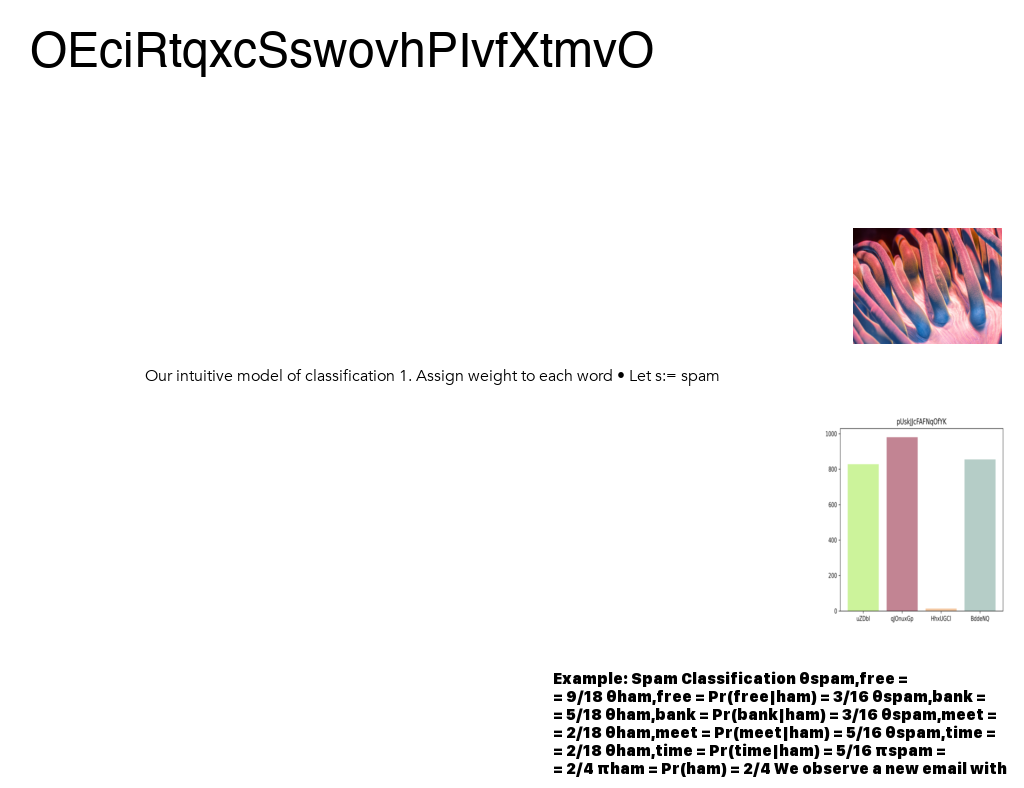 OEciRtqxcSswovhPIvfXtmvO
Our intuitive model of classification 1. Assign weight to each word • Let s:= spam
pUskJJcFAFNqOfYK
1000
800
600
400
200
0
uZDbI qJOnuxGp HhxUGCl BddeNQ
Example: Spam Classification θspam,free =
= 9/18 θham,free = Pr(free|ham) = 3/16 θspam,bank =
= 5/18 θham,bank = Pr(bank|ham) = 3/16 θspam,meet =
= 2/18 θham,meet = Pr(meet|ham) = 5/16 θspam,time =
= 2/18 θham,time = Pr(time|ham) = 5/16 πspam =
= 2/4 πham = Pr(ham) = 2/4 We observe a new email with